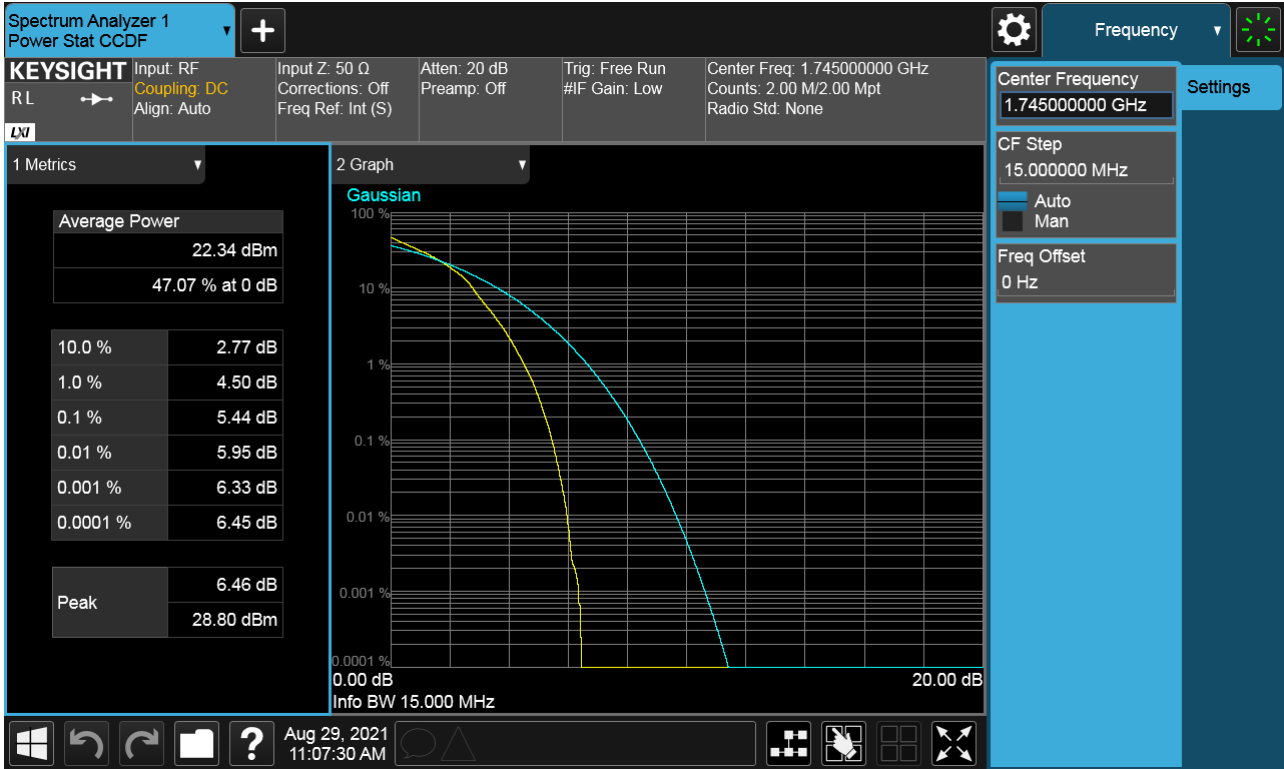 Spectrum Analyzer 1
Power Stat CCDF
Frequency
KEYSIGHT
R L
LXI
Input: RF
Coupling: DC
Align: Auto
Input Z: 50 Ω
Corrections: Off
Freq Ref: Int (S)
Atten: 20 dB
Preamp: Off
Trig: Free Run
#IF Gain: Low
Center Freq: 1.745000000 GHz
Counts: 2.00 M/2.00 Mpt
Radio Std: None
Center Frequency
1.745000000 GHz
Settings
CF Step
15.000000 MHz
Auto
Man
Freq Offset
0 Hz
1 Metrics
Average Power
22.34 dBm
47.07 % at 0 dB
10.0 % 2.77 dB
1.0 % 4.50 dB
0.1 % 5.44 dB
0.01 % 5.95 dB
0.001 % 6.33 dB
0.0001 % 6.45 dB
Peak
6.46 dB
28.80 dBm
2 Graph
Gaussian
100 %
10 %
1 %
0.1 %
0.01 %
0.001 %
0.0001 %
0.00 dB 20.00 dB
Info BW 15.000 MHz
?
Aug 29, 2021
11:07:30 AM